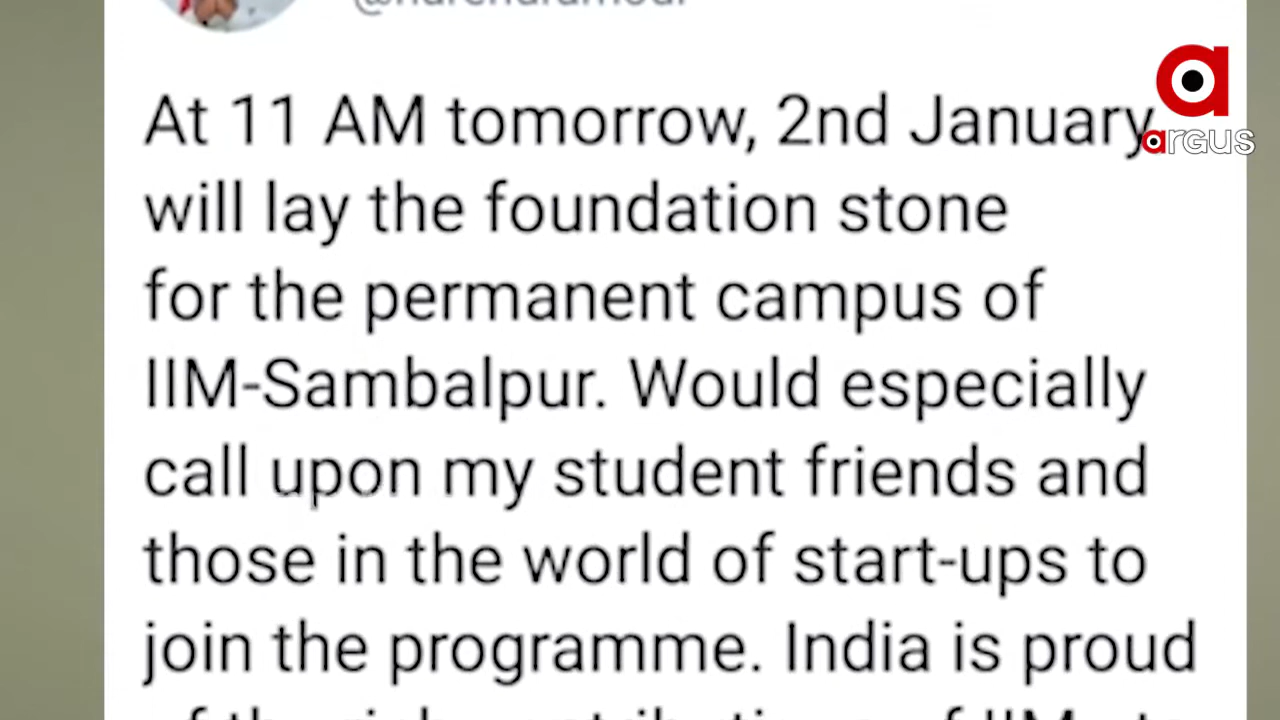 At 11 AM tomorrow, 2nd January,
will lay the foundation stone
for the permanent campus of
IIM-Sambalpur. Would especially
call upon my student friends and
those in the world of start-ups to
join the programme. India is proud
argus